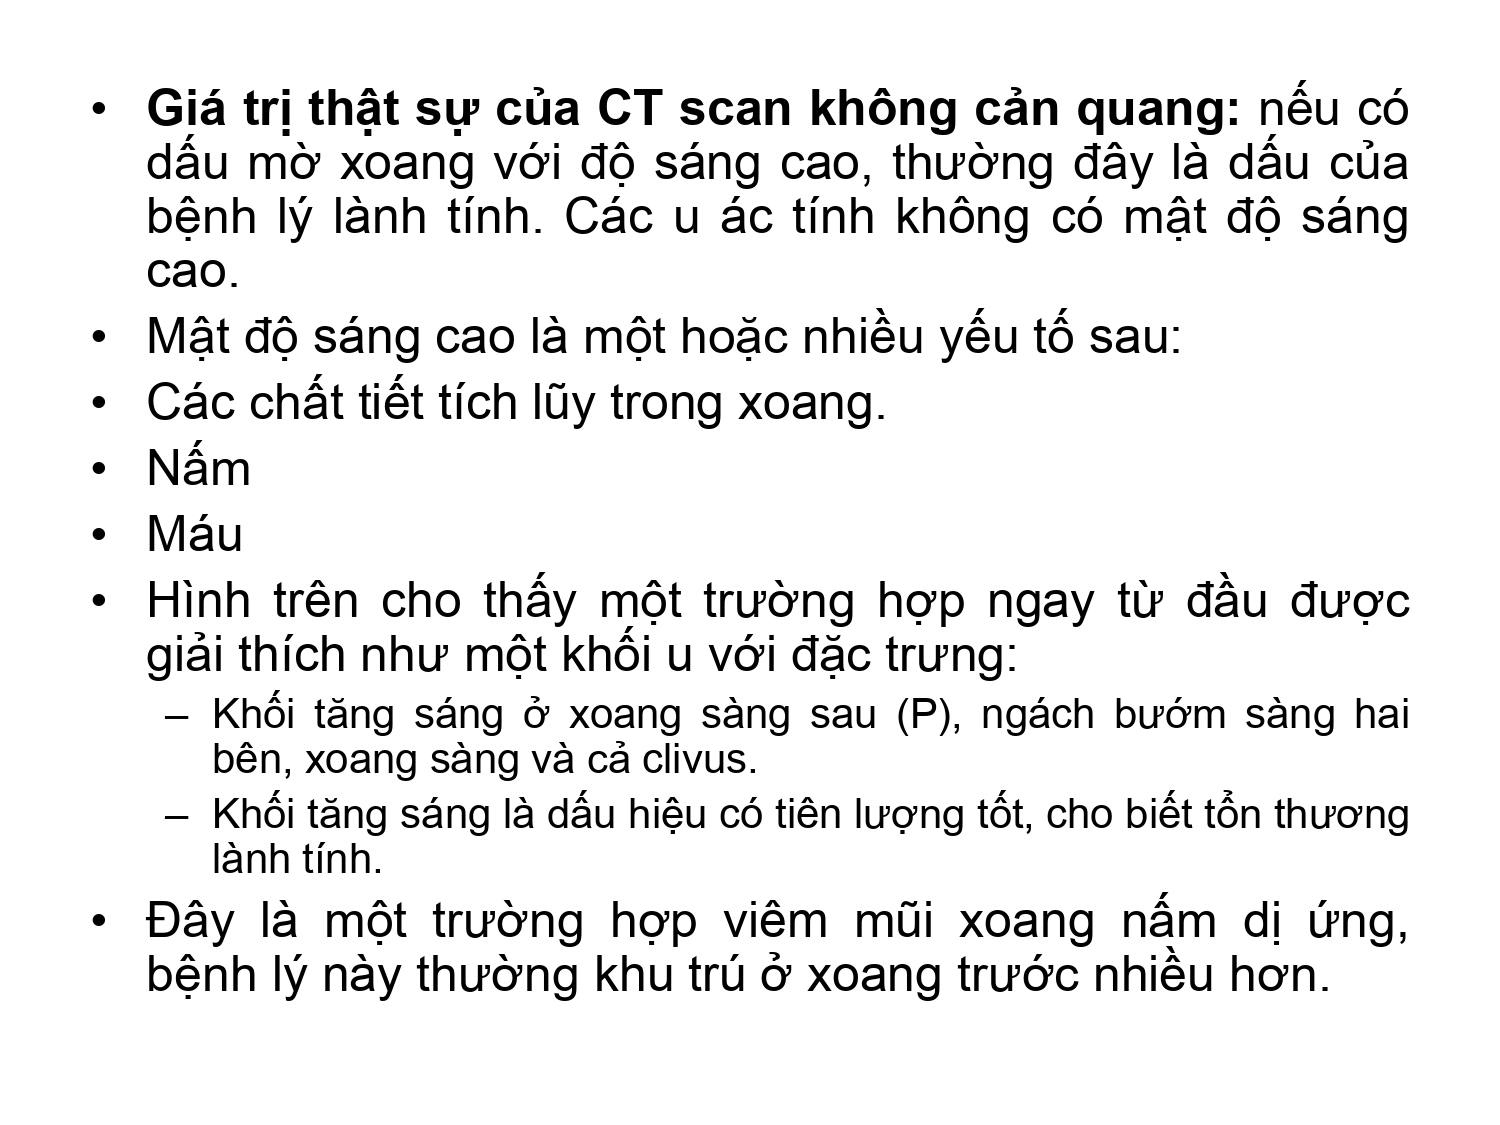 • Giá trị thật sự của CT scan không cản quang: nếu có
dấu mờ xoang với độ sáng cao, thường đây là dấu của
bệnh lý lành tính. Các u ác tính không có mật độ sáng
cao.
• Mật độ sáng cao là một hoặc nhiều yếu tố sau:
• Các chất tiết tích lũy trong xoang.
• Nấm
• Máu
• Hình trên cho thấy một trường hợp ngay từ đầu được
giải thích như một khối u với đặc trưng:
– Khối tăng sáng ở xoang sàng sau (P), ngách bướm sàng hai
bên, xoang sàng và cả clivus.
– Khối tăng sáng là dấu hiệu có tiên lượng tốt, cho biết tổn thương
lành tính.
• Đây là một trường hợp viêm mũi xoang nấm dị ứng,
bệnh lý này thường khu trú ở xoang trước nhiều hơn.